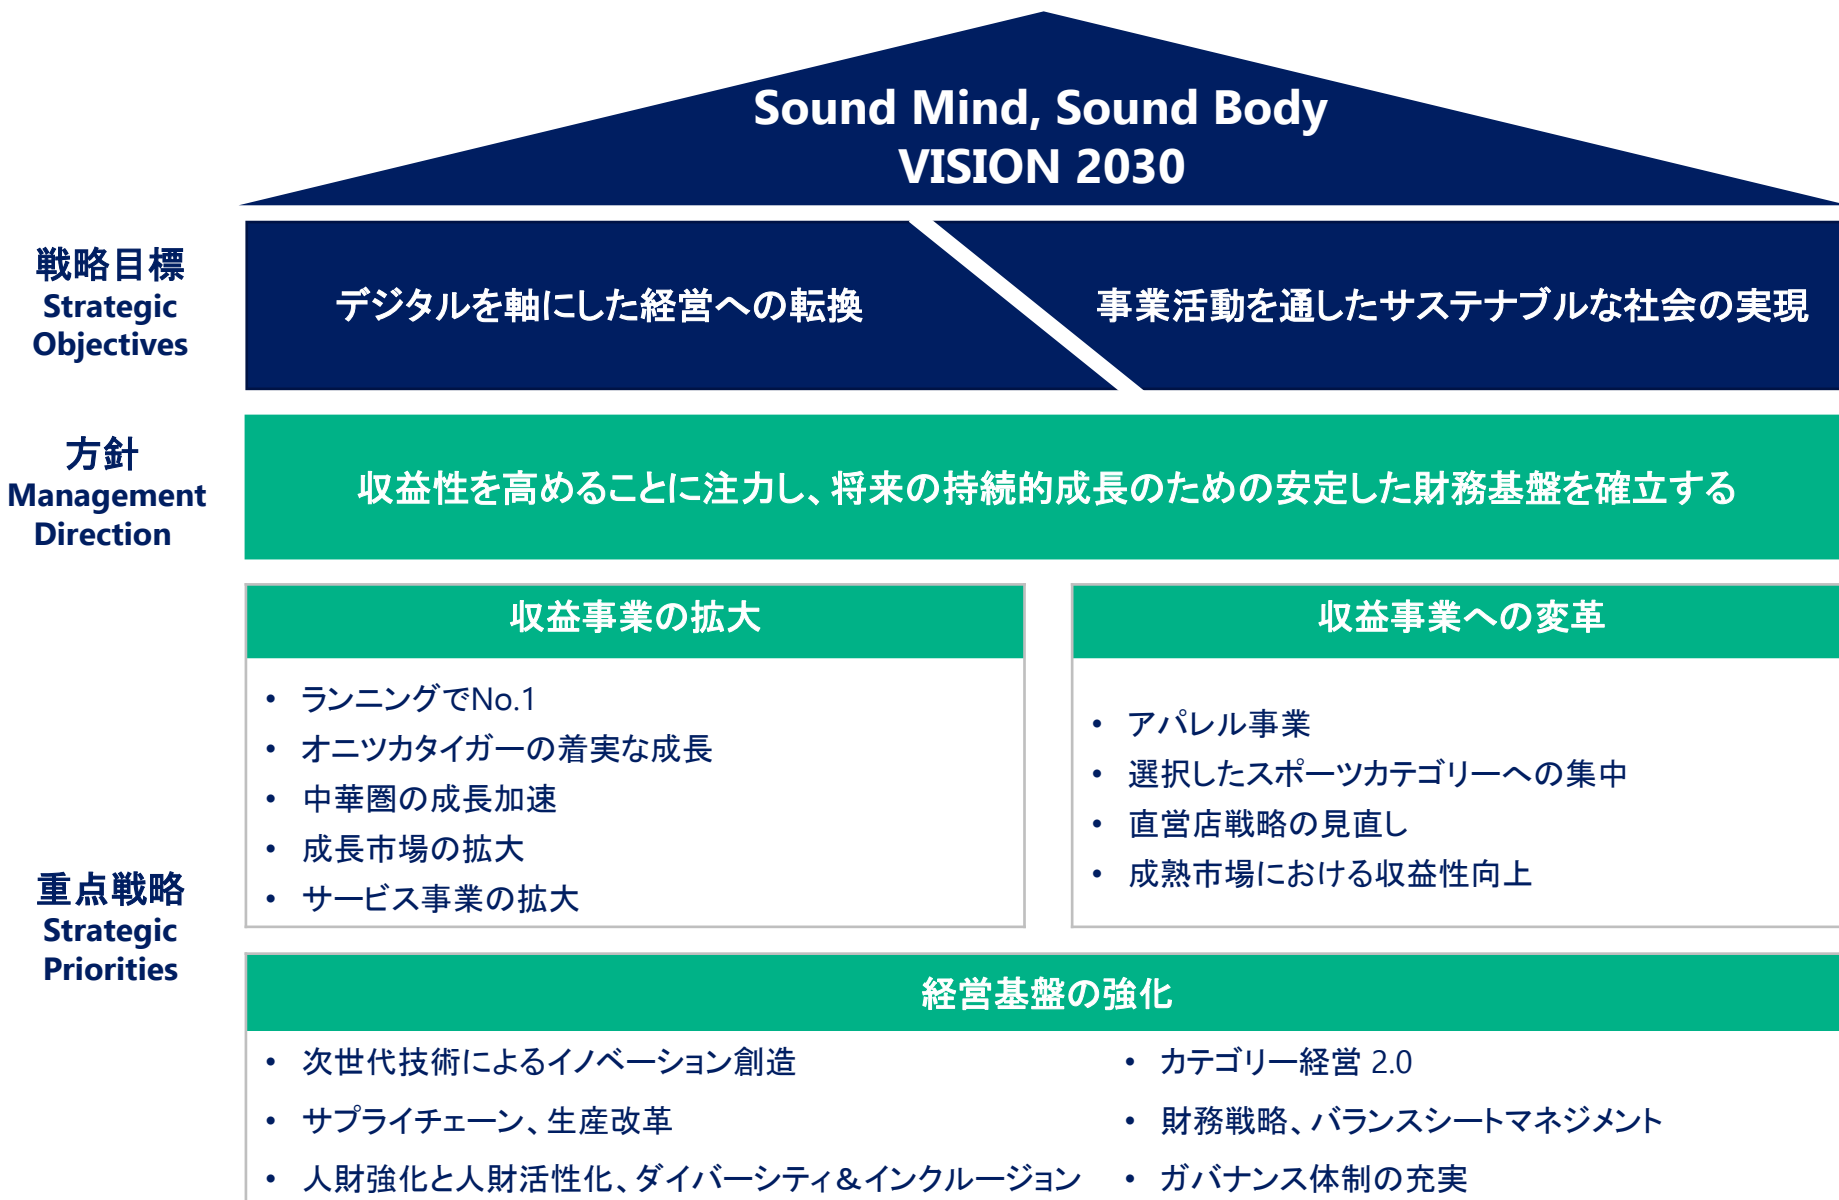 Sound Mind, Sound Body
VISION 2030
戦略目標
Strategic
Objectives
デジタルを軸にした経営への転換
事業活動を通したサステナブルな社会の実現
方針
Management
Direction
収益性を高めることに注力し、将来の持続的成長のための安定した財務基盤を確立する
重点戦略
Strategic
Priorities
収益事業の拡大
• ランニングでNo.1
• オニツカタイガーの着実な成長
• 中華圏の成長加速
• 成長市場の拡大
• サービス事業の拡大
収益事業への変革
• アパレル事業
• 選択したスポーツカテゴリーへの集中
• 直営店戦略の見直し
• 成熟市場における収益性向上
経営基盤の強化
• 次世代技術によるイノベーション創造
• サプライチェーン、生産改革
• 人財強化と人財活性化、ダイバーシティ&インクルージョン
• カテゴリー経営 2.0
• 財務戦略、バランスシートマネジメント
• ガバナンス体制の充実